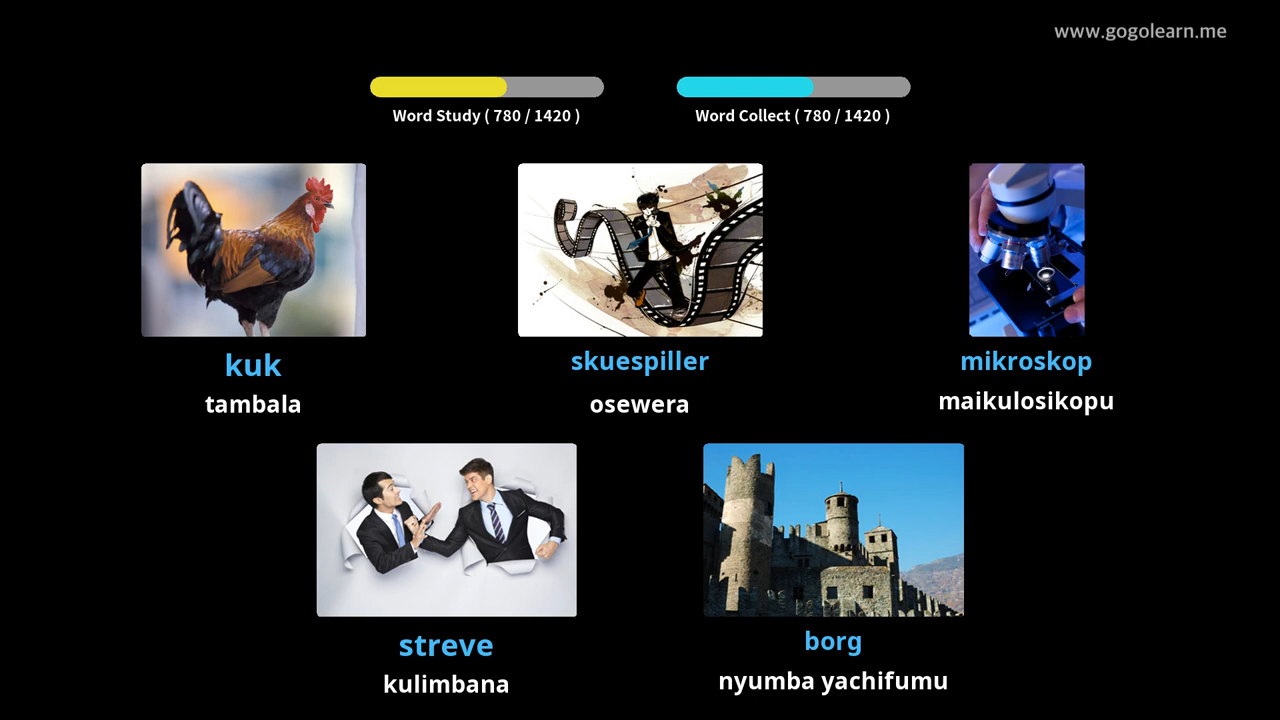 www.gogolearn.me
Word Study ( 780 / 1420 )
Word Collect ( 780 / 1420 )
kuk
tambala
skuespiller
osewera
mikroskop
maikulosikopu
streve
kulimbana
borg
nyumba yachifumu